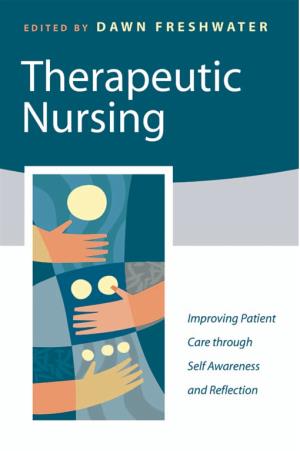 EDITED BY DAWN FRESHWATER
Therapeutic
Nursing
Improving Patient
Care through
Self Awareness
and Reflection